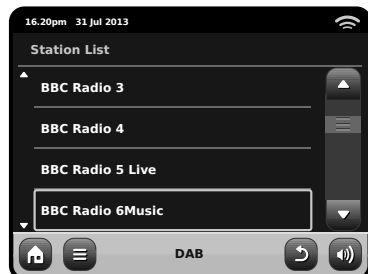 16.20pm 31 Jul 2013
Station List
BBC Radio 3
BBC Radio 4
BBC Radio 5 Live
BBC Radio 6Music
DAB